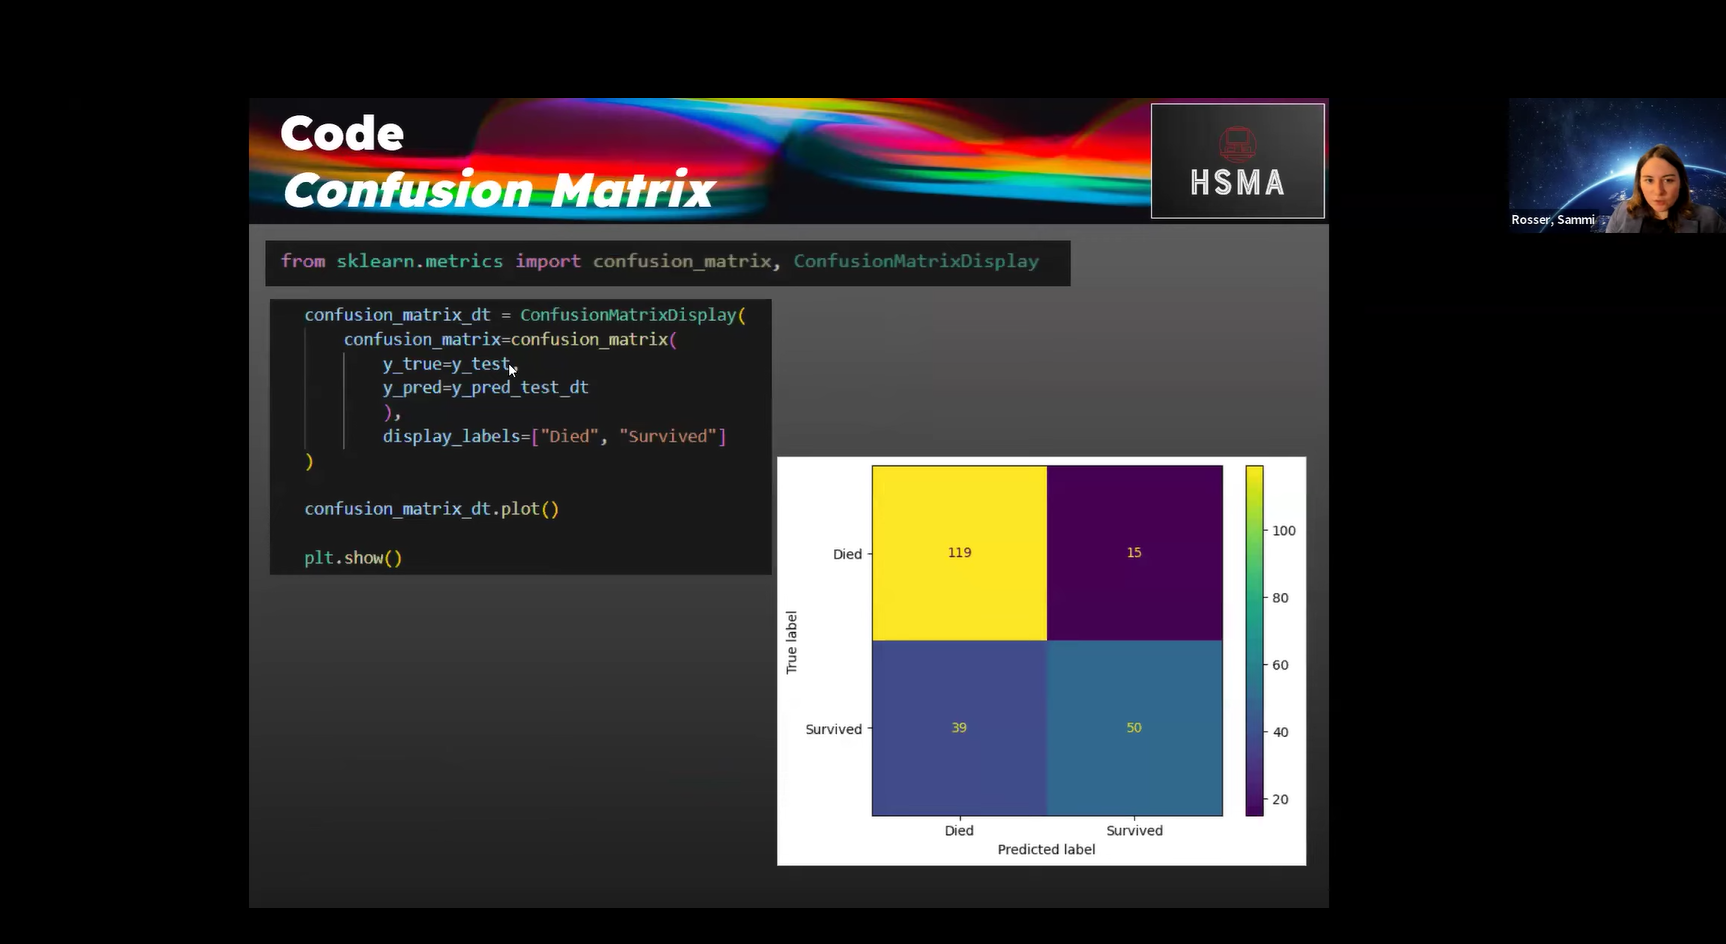 Code
Confusion Matrix
HSMA
Rosser, Sammi
from sklearn.metrics import confusion_matrix, ConfusionMatrixDisplay
confusion_matrix_dt = ConfusionMatrixDisplay(
confusion_matrix=confusion_matrix(
y_true=y_test,
y_pred=y_pred_test_dt
),
display_labels=["Died", "Survived"]
)
confusion_matrix_dt.plot()
plt.show()
True label
Died
119
15
Survived
39
50
Died
Survived
Predicted label
100
80
60
40
20